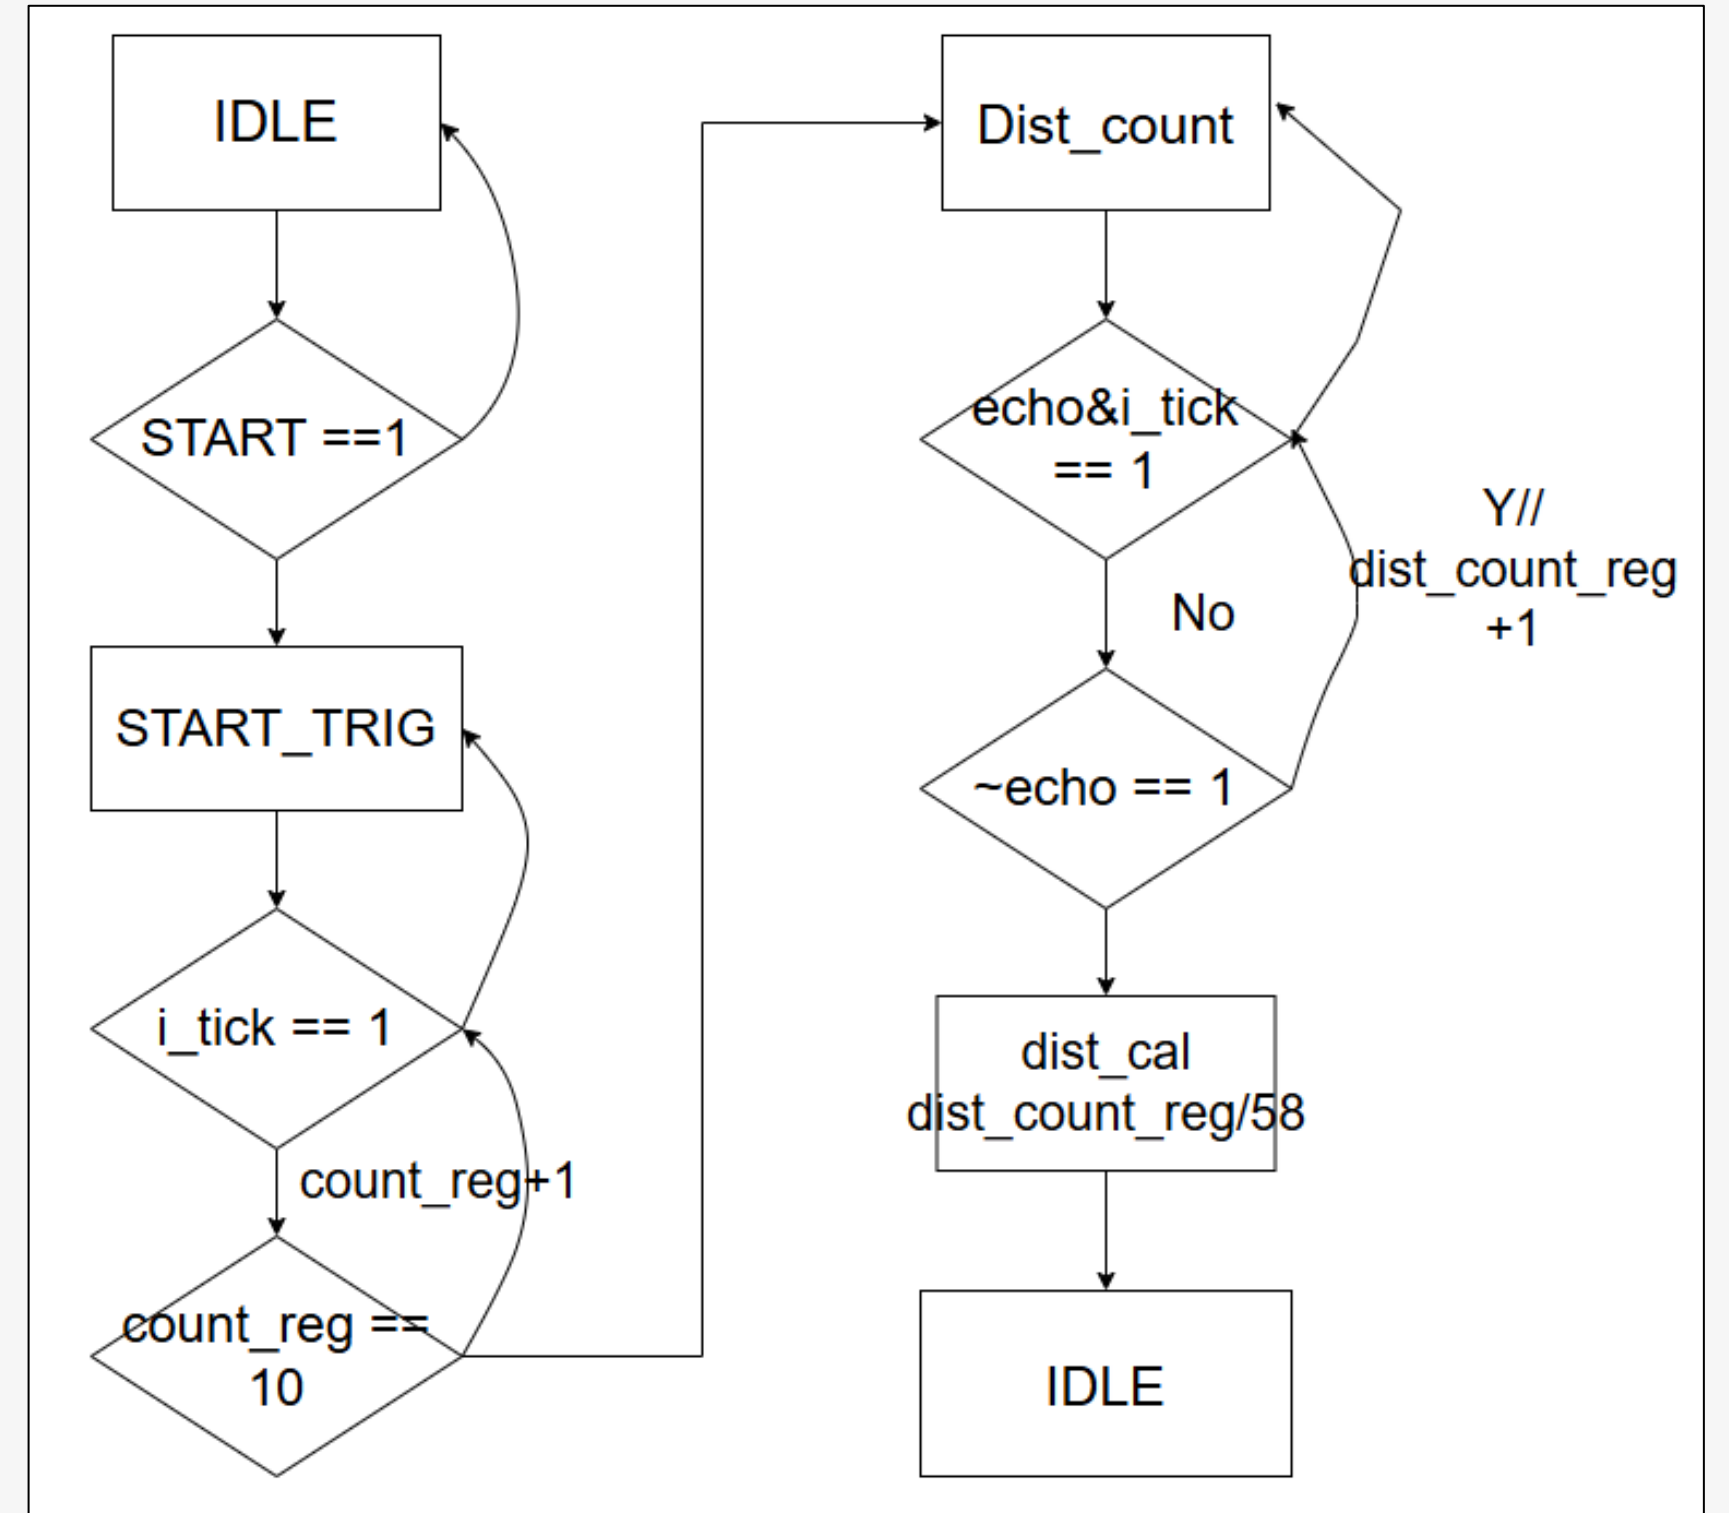 IDLE
START ==1
START_TRIG
i_tick == 1
count_reg+1
count_reg ==
10
Dist_count
echo&i_tick
== 1
Y//
dist_count_reg
+1
No
~echo == 1
dist_cal
dist_count_reg/58
IDLE